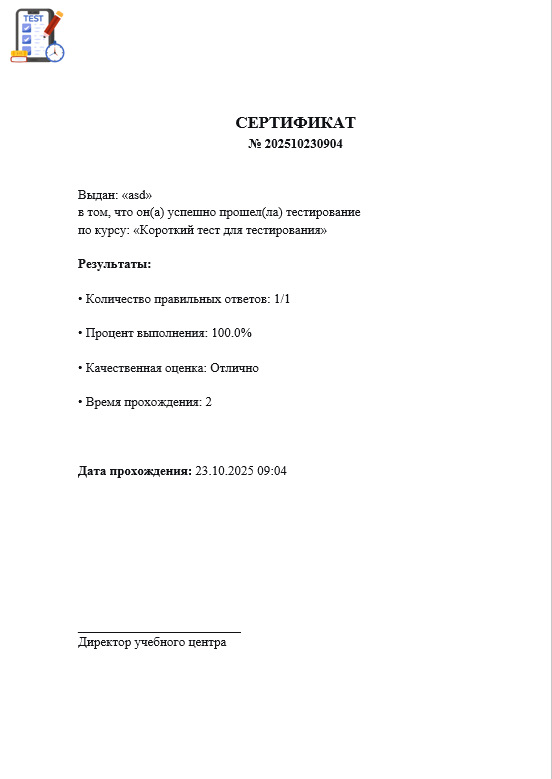 TEST
СЕРТИФИКАТ
№ 202510230904
Выдан: «asd»
в том, что он(а) успешно прошел(ла) тестирование
по курсу: «Короткий тест для тестирования»
Результаты:
• Количество правильных ответов: 1/1
• Процент выполнения: 100.0%
• Качественная оценка: Отлично
• Время прохождения: 2
Дата прохождения: 23.10.2025 09:04
Директор учебного центра